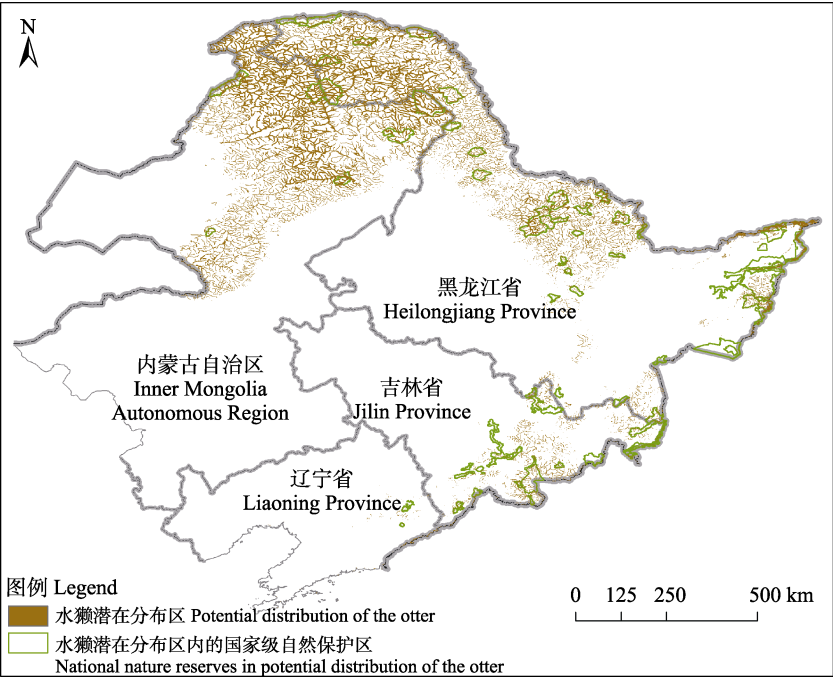 N
黑龙江省
Heilongjiang Province
内蒙古自治区
Inner Mongolia
Autonomous Region
吉林省
Jilin Province
辽宁省
Liaoning Province
图例 Legend
水獭潜在分布区 Potential distribution of the otter
水獭潜在分布区内的国家级自然保护区
National nature reserves in potential distribution of the otter
0 125 250 500 km